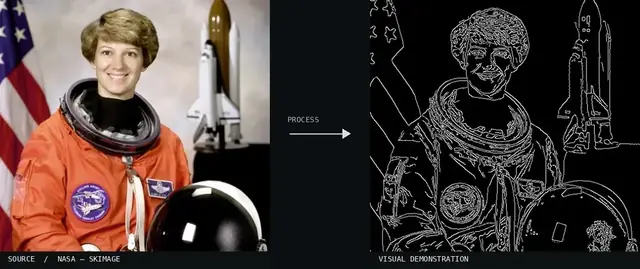 PROCESS
SOURCE / NASA — SKIMAGE
VISUAL DEMONSTRATION